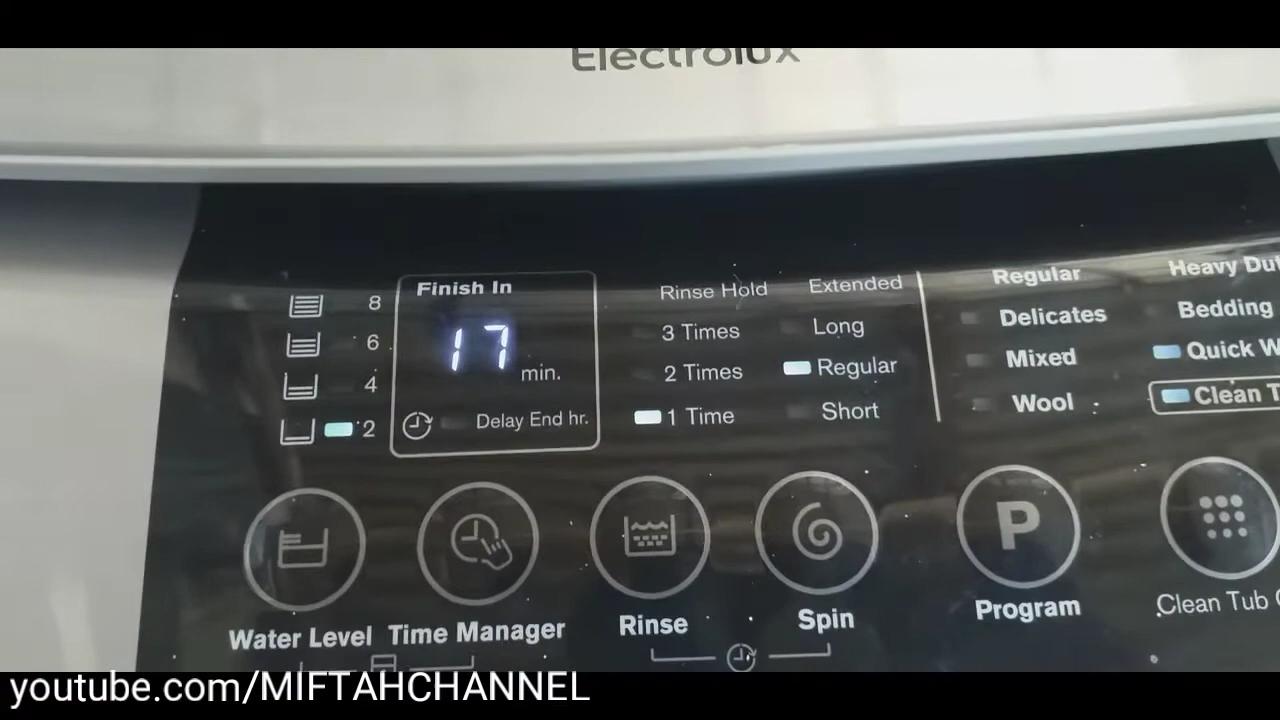 Electrolux
8
6
4
2
Finish In
17
min.
Delay End hr.
Rinse Hold
3 Times
2 Times
1 Time
Extended
Long
Regular
Short
Regular
Delicates
Mixed
Wool
Heavy
Bedding
Quick
Clean
Water Level
Time Manager
Rinse
Spin
P
Program
Clean Tub
youtube.com/MIFTAHCHANNEL